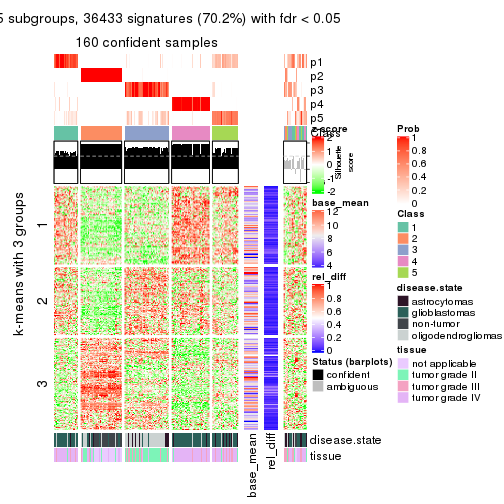 5 subgroups, 36433 signatures (70.2%) with fdr < 0.05
160 confident samples
p1
p2
p3
p4
p5
Class
z-score
2
1
0
-1
-2
Silhouette
score
k-means with 3 groups
1
2
3
base_mean
12
10
8
6
4
rel_diff
1
0.8
0.6
0.4
0.2
0
Status (barplots)
confident
ambiguous
Prob
1
0.8
0.6
0.4
0.2
0
Class
1
2
3
4
5
disease.state
astrocytomas
glioblastomas
non-tumor
oligodendrogliomas
tissue
not applicable
tumor grade II
tumor grade III
tumor grade IV
disease.state
tissue
base_mean
rel_diff